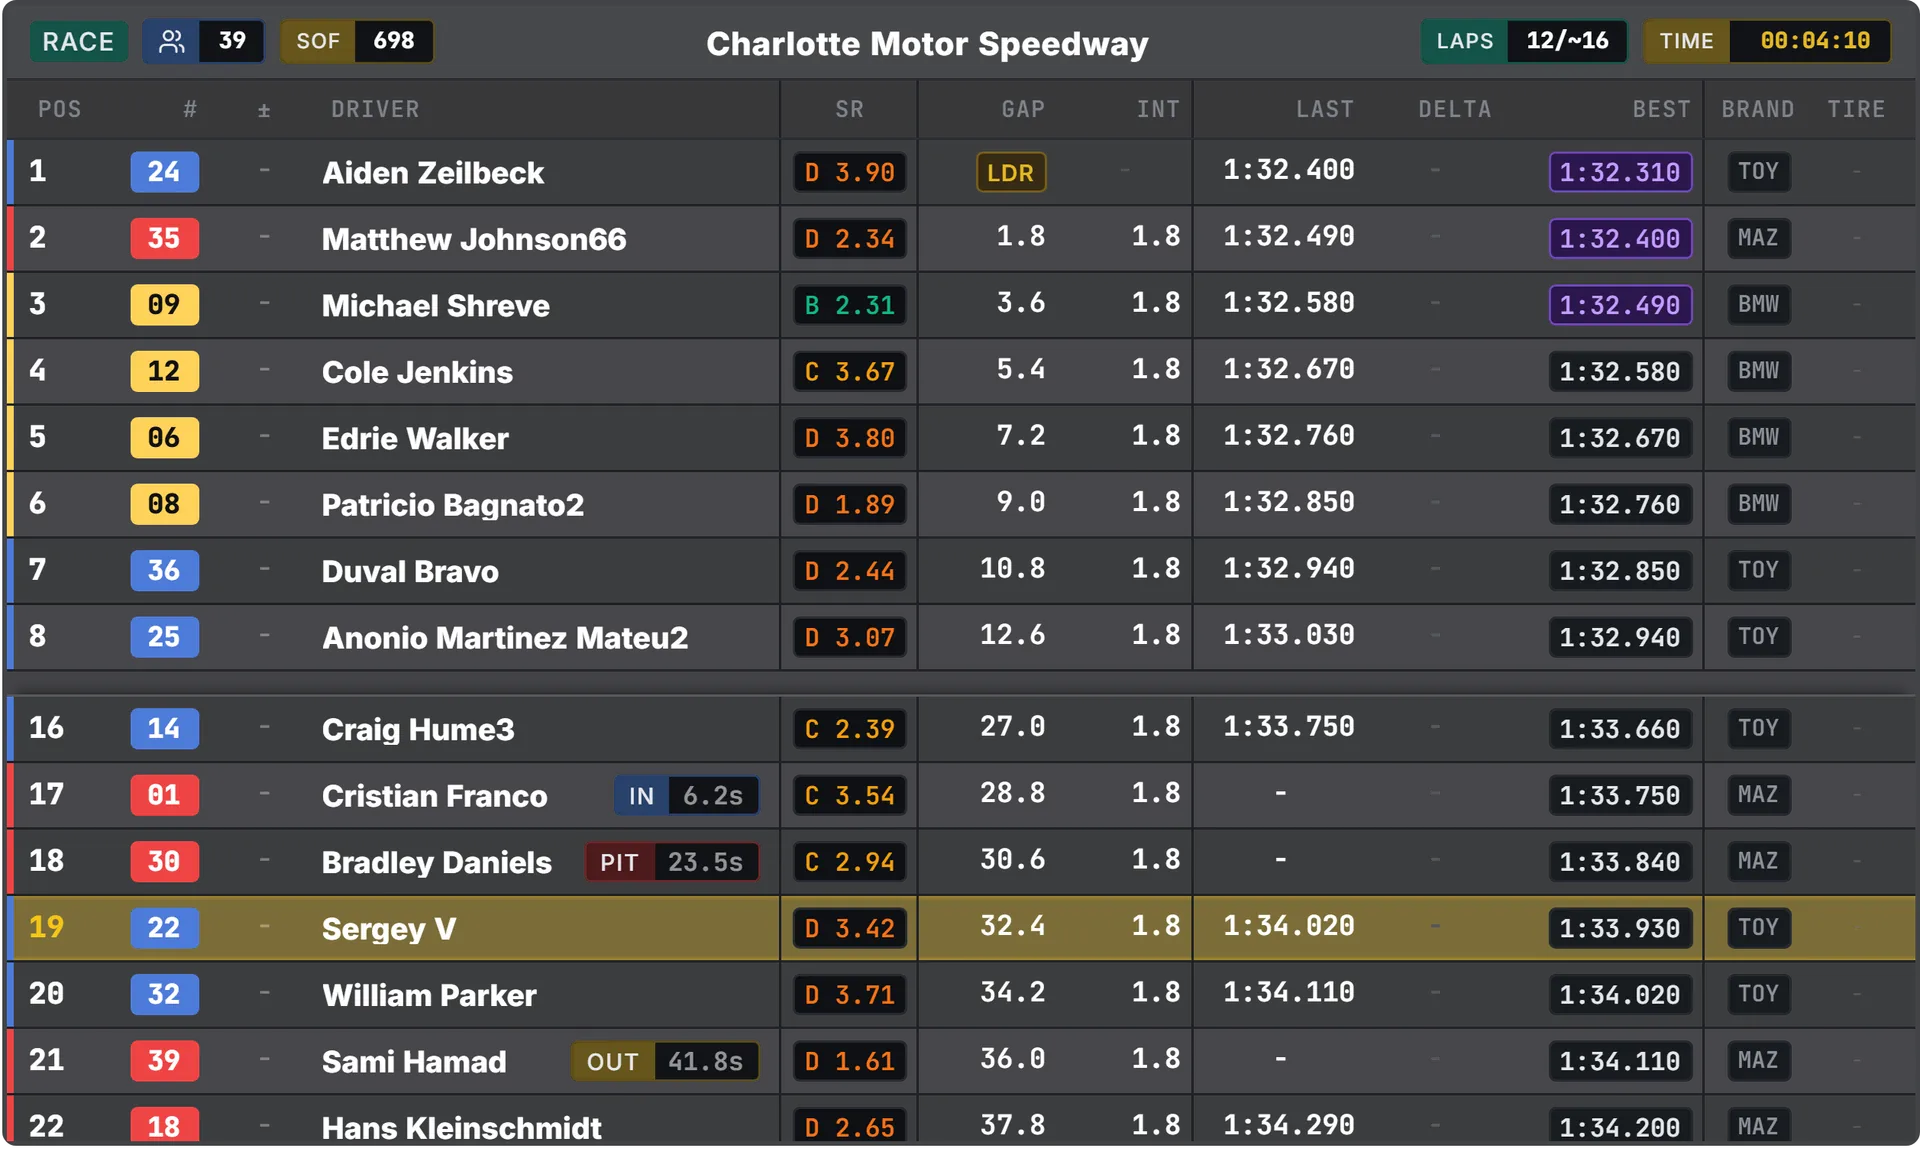 RACE 39 SOF 698 Charlotte Motor Speedway LAPS 12/~16 TIME 00:04:10
POS # ± DRIVER SR GAP INT LAST DELTA BEST BRAND TIRE
1 24 - Aiden Zeilbeck D 3.90 LDR - 1:32.400 - 1:32.310 TOY -
2 35 - Matthew Johnson66 D 2.34 1.8 1.8 1:32.490 - 1:32.400 MAZ -
3 09 - Michael Shreve B 2.31 3.6 1.8 1:32.580 - 1:32.490 BMW -
4 12 - Cole Jenkins C 3.67 5.4 1.8 1:32.670 - 1:32.580 BMW -
5 06 - Edrie Walker D 3.80 7.2 1.8 1:32.760 - 1:32.670 BMW -
6 08 - Patricio Bagnato2 D 1.89 9.0 1.8 1:32.850 - 1:32.760 BMW -
7 36 - Duval Bravo D 2.44 10.8 1.8 1:32.940 - 1:32.850 TOY -
8 25 - Anonio Martinez Mateu2 D 3.07 12.6 1.8 1:33.030 - 1:32.940 TOY -
16 14 - Craig Hume3 C 2.39 27.0 1.8 1:33.750 - 1:33.660 TOY -
17 01 - Cristian Franco IN 6.2s C 3.54 28.8 1.8 - - 1:33.750 MAZ -
18 30 - Bradley Daniels PIT 23.5s C 2.94 30.6 1.8 - - 1:33.840 MAZ -
19 22 - Sergey V D 3.42 32.4 1.8 1:34.020 - 1:33.930 TOY -
20 32 - William Parker D 3.71 34.2 1.8 1:34.110 - 1:34.020 TOY -
21 39 - Sami Hamad OUT 41.8s D 1.61 36.0 1.8 - - 1:34.110 MAZ -
22 18 - Hans Kleinschmidt D 2.65 37.8 1.8 1:34.290 - 1:34.200 MAZ -